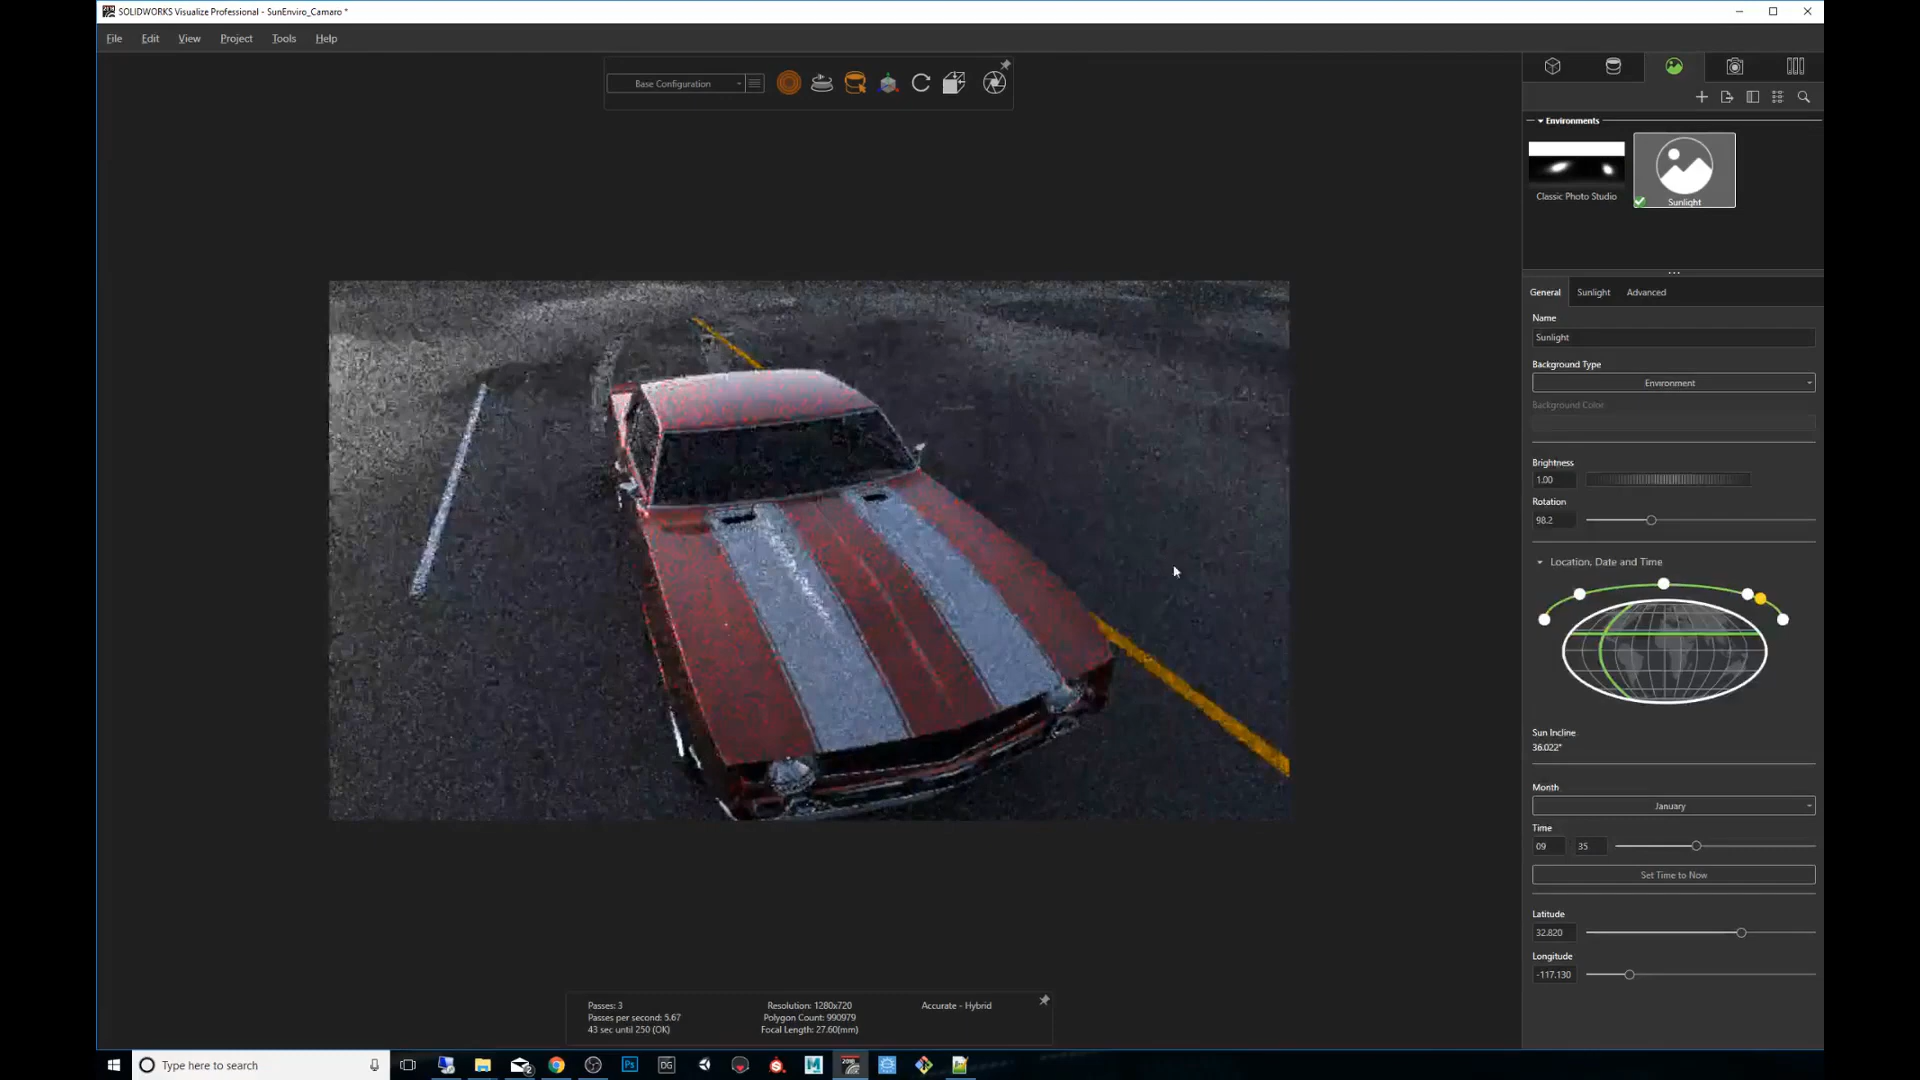 SOLIDWORKS Visualize Professional - SunEnviro_Camaro *
File Edit View Project Tools Help
Base Configuration
Environments
Classic Photo Studio
Sunlight
General Sunlight Advanced
Name
Sunlight
Background Type
Environment
Background Color
Brightness
1.00
Rotation
98.2
Location, Date and Time
Sun Incline
36.022°
Month
January
Time
09 35
Set Time to Now
Latitude
32.820
Longitude
-117.130
Passes: 3 Resolution: 1280x720 Accurate - Hybrid
Passes per second: 5.67 Polygon Count: 990979
43 sec until 250 (OK) Focal Length: 27.60(mm)
Type here to search
2
Ps
DG
S
M
2018